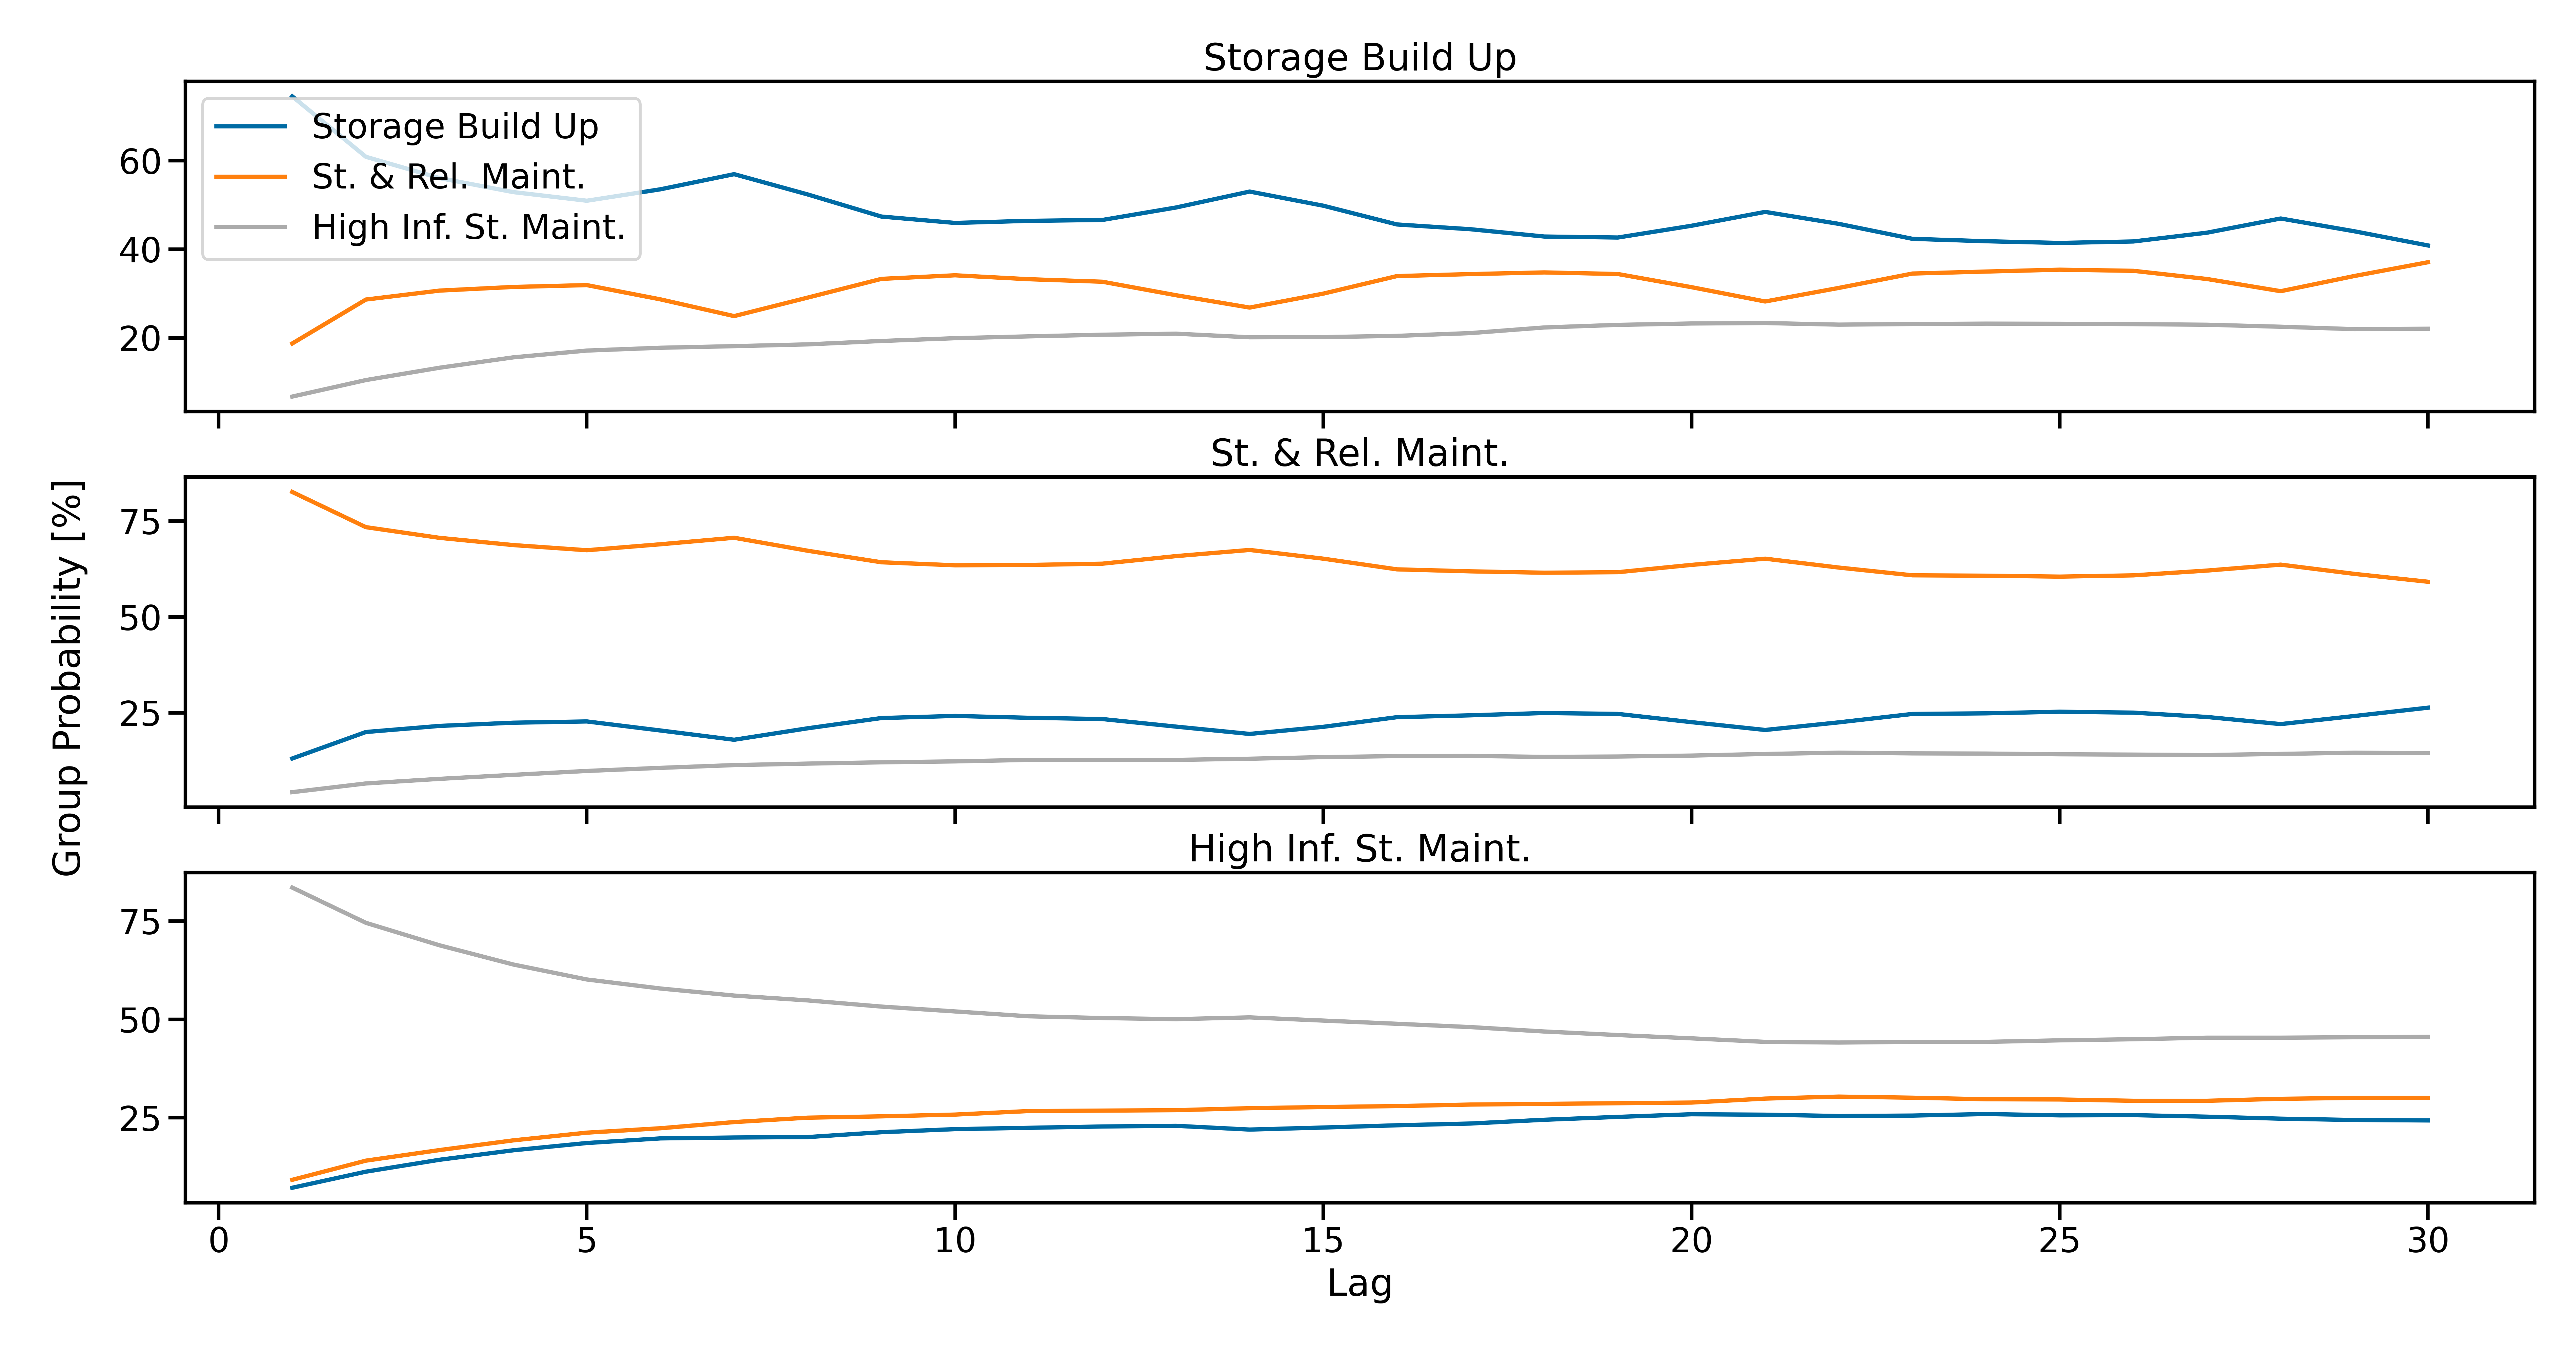 Storage Build Up
Storage Build Up
St. & Rel. Maint.
High Inf. St. Maint.
60
40
20
St. & Rel. Maint.
75
50
25
Group Probability [%]
High Inf. St. Maint.
75
50
25
0 5 10 15 20 25 30
Lag